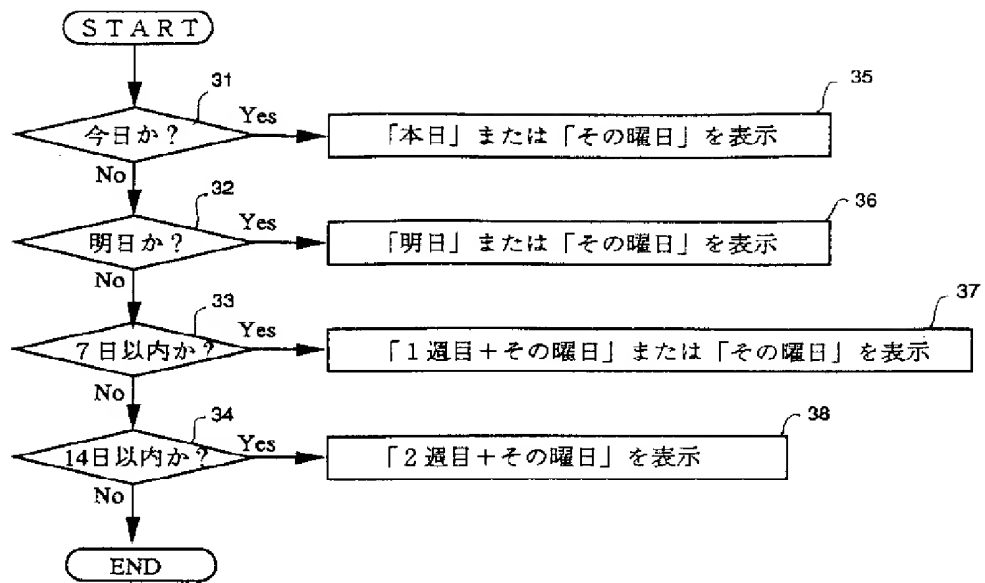 START
31
今日か？
Yes
35
「本日」または「その曜日」を表示
No
32
明日か？
Yes
36
「明日」または「その曜日」を表示
No
33
7日以内か？
Yes
37
「1週目＋その曜日」または「その曜日」を表示
No
34
14日以内か？
Yes
38
「2週目＋その曜日」を表示
No
END